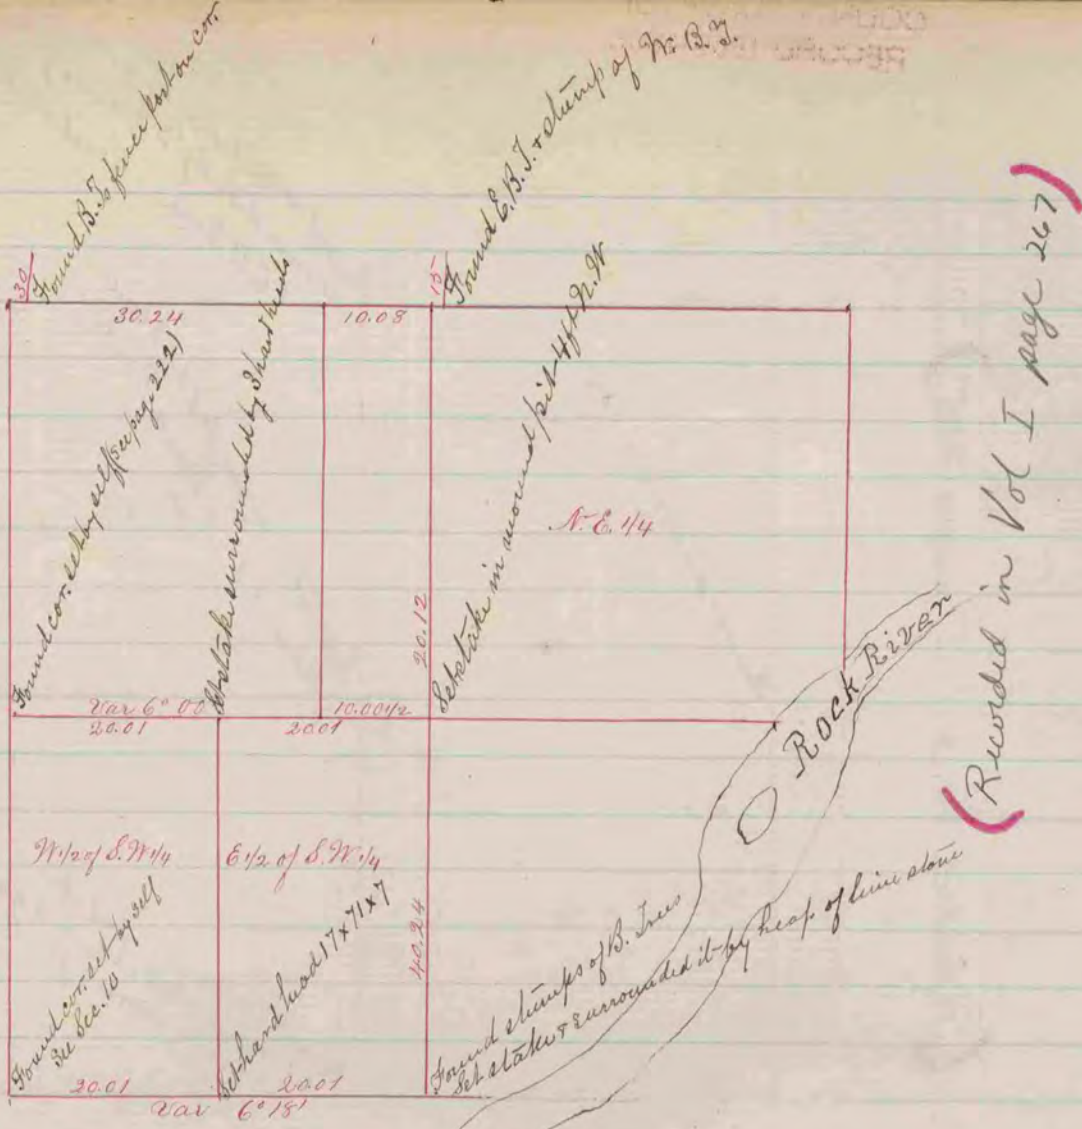 Found B. Ts fence post on cor.
Found E. B. T. & stump of W. B. T.
30
15
30.24
10.08
Found cor. set by self (see page 222)
Set stake surrounded by 3 hard heads
Set stake in mound pit 4 ft N. W
N. E. 1/4
20.12
Var 6° 00'
10.00 1/2
20.01
20.01
Rock River
(Recorded in Vol I page 267)
W. 1/2 of S. W 1/4
E 1/2 of S. W. 1/4
Found cor. set by self
See Sec. 10
Set hard head 17 x 71 x 7
40.24
Found stumps of B. Trees
Set stake & surrounded it by heap of lime stone
20.01
20.01
Var 6° 18'